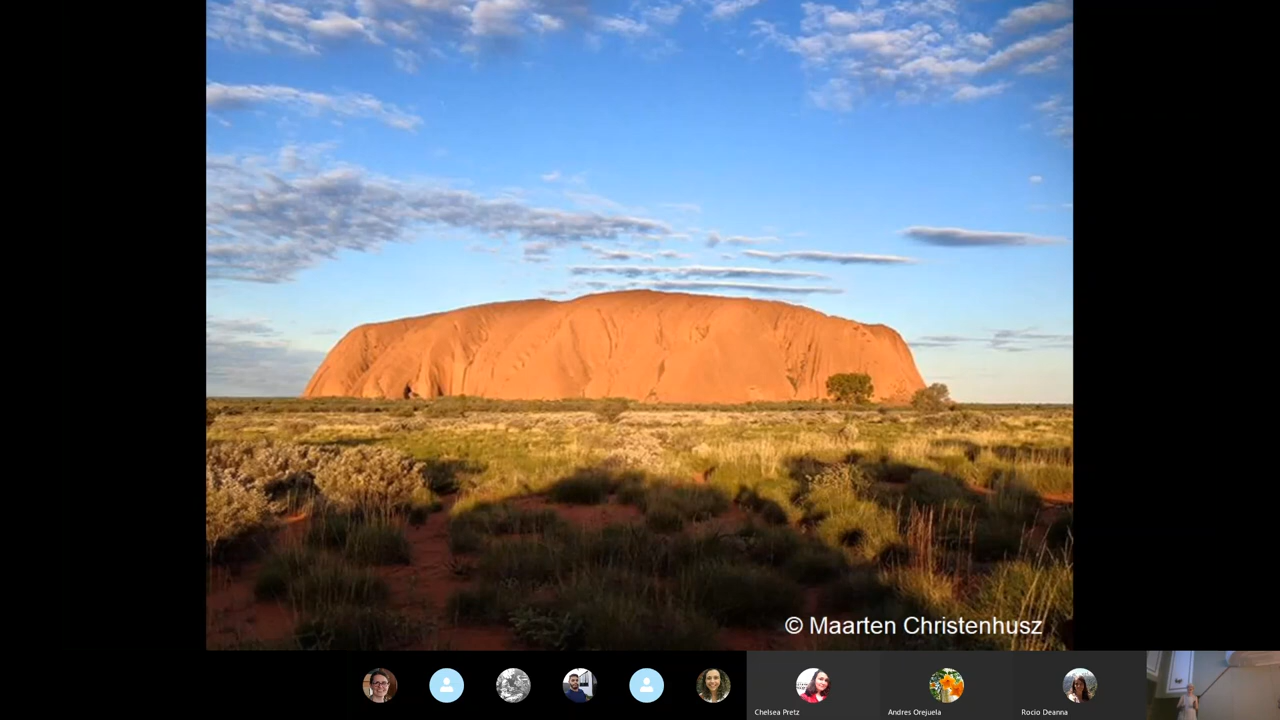 © Maarten Christenhusz
Chelsea Pretz
Andres Orejuela
Rocio Deanna